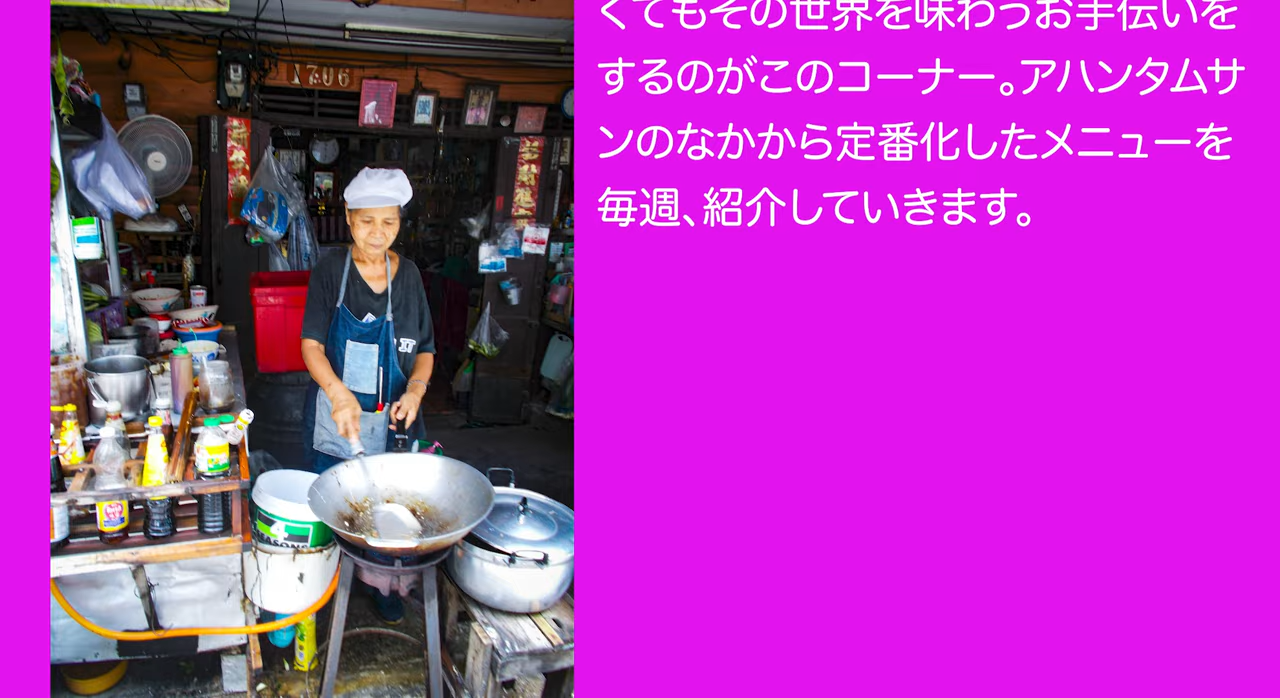 くてもその世界を味わうお手伝いを
するのがこのコーナー。アハンタムサ
ンのなかから定番化したメニューを
毎週、紹介していきます。
1706
4
SEASONS